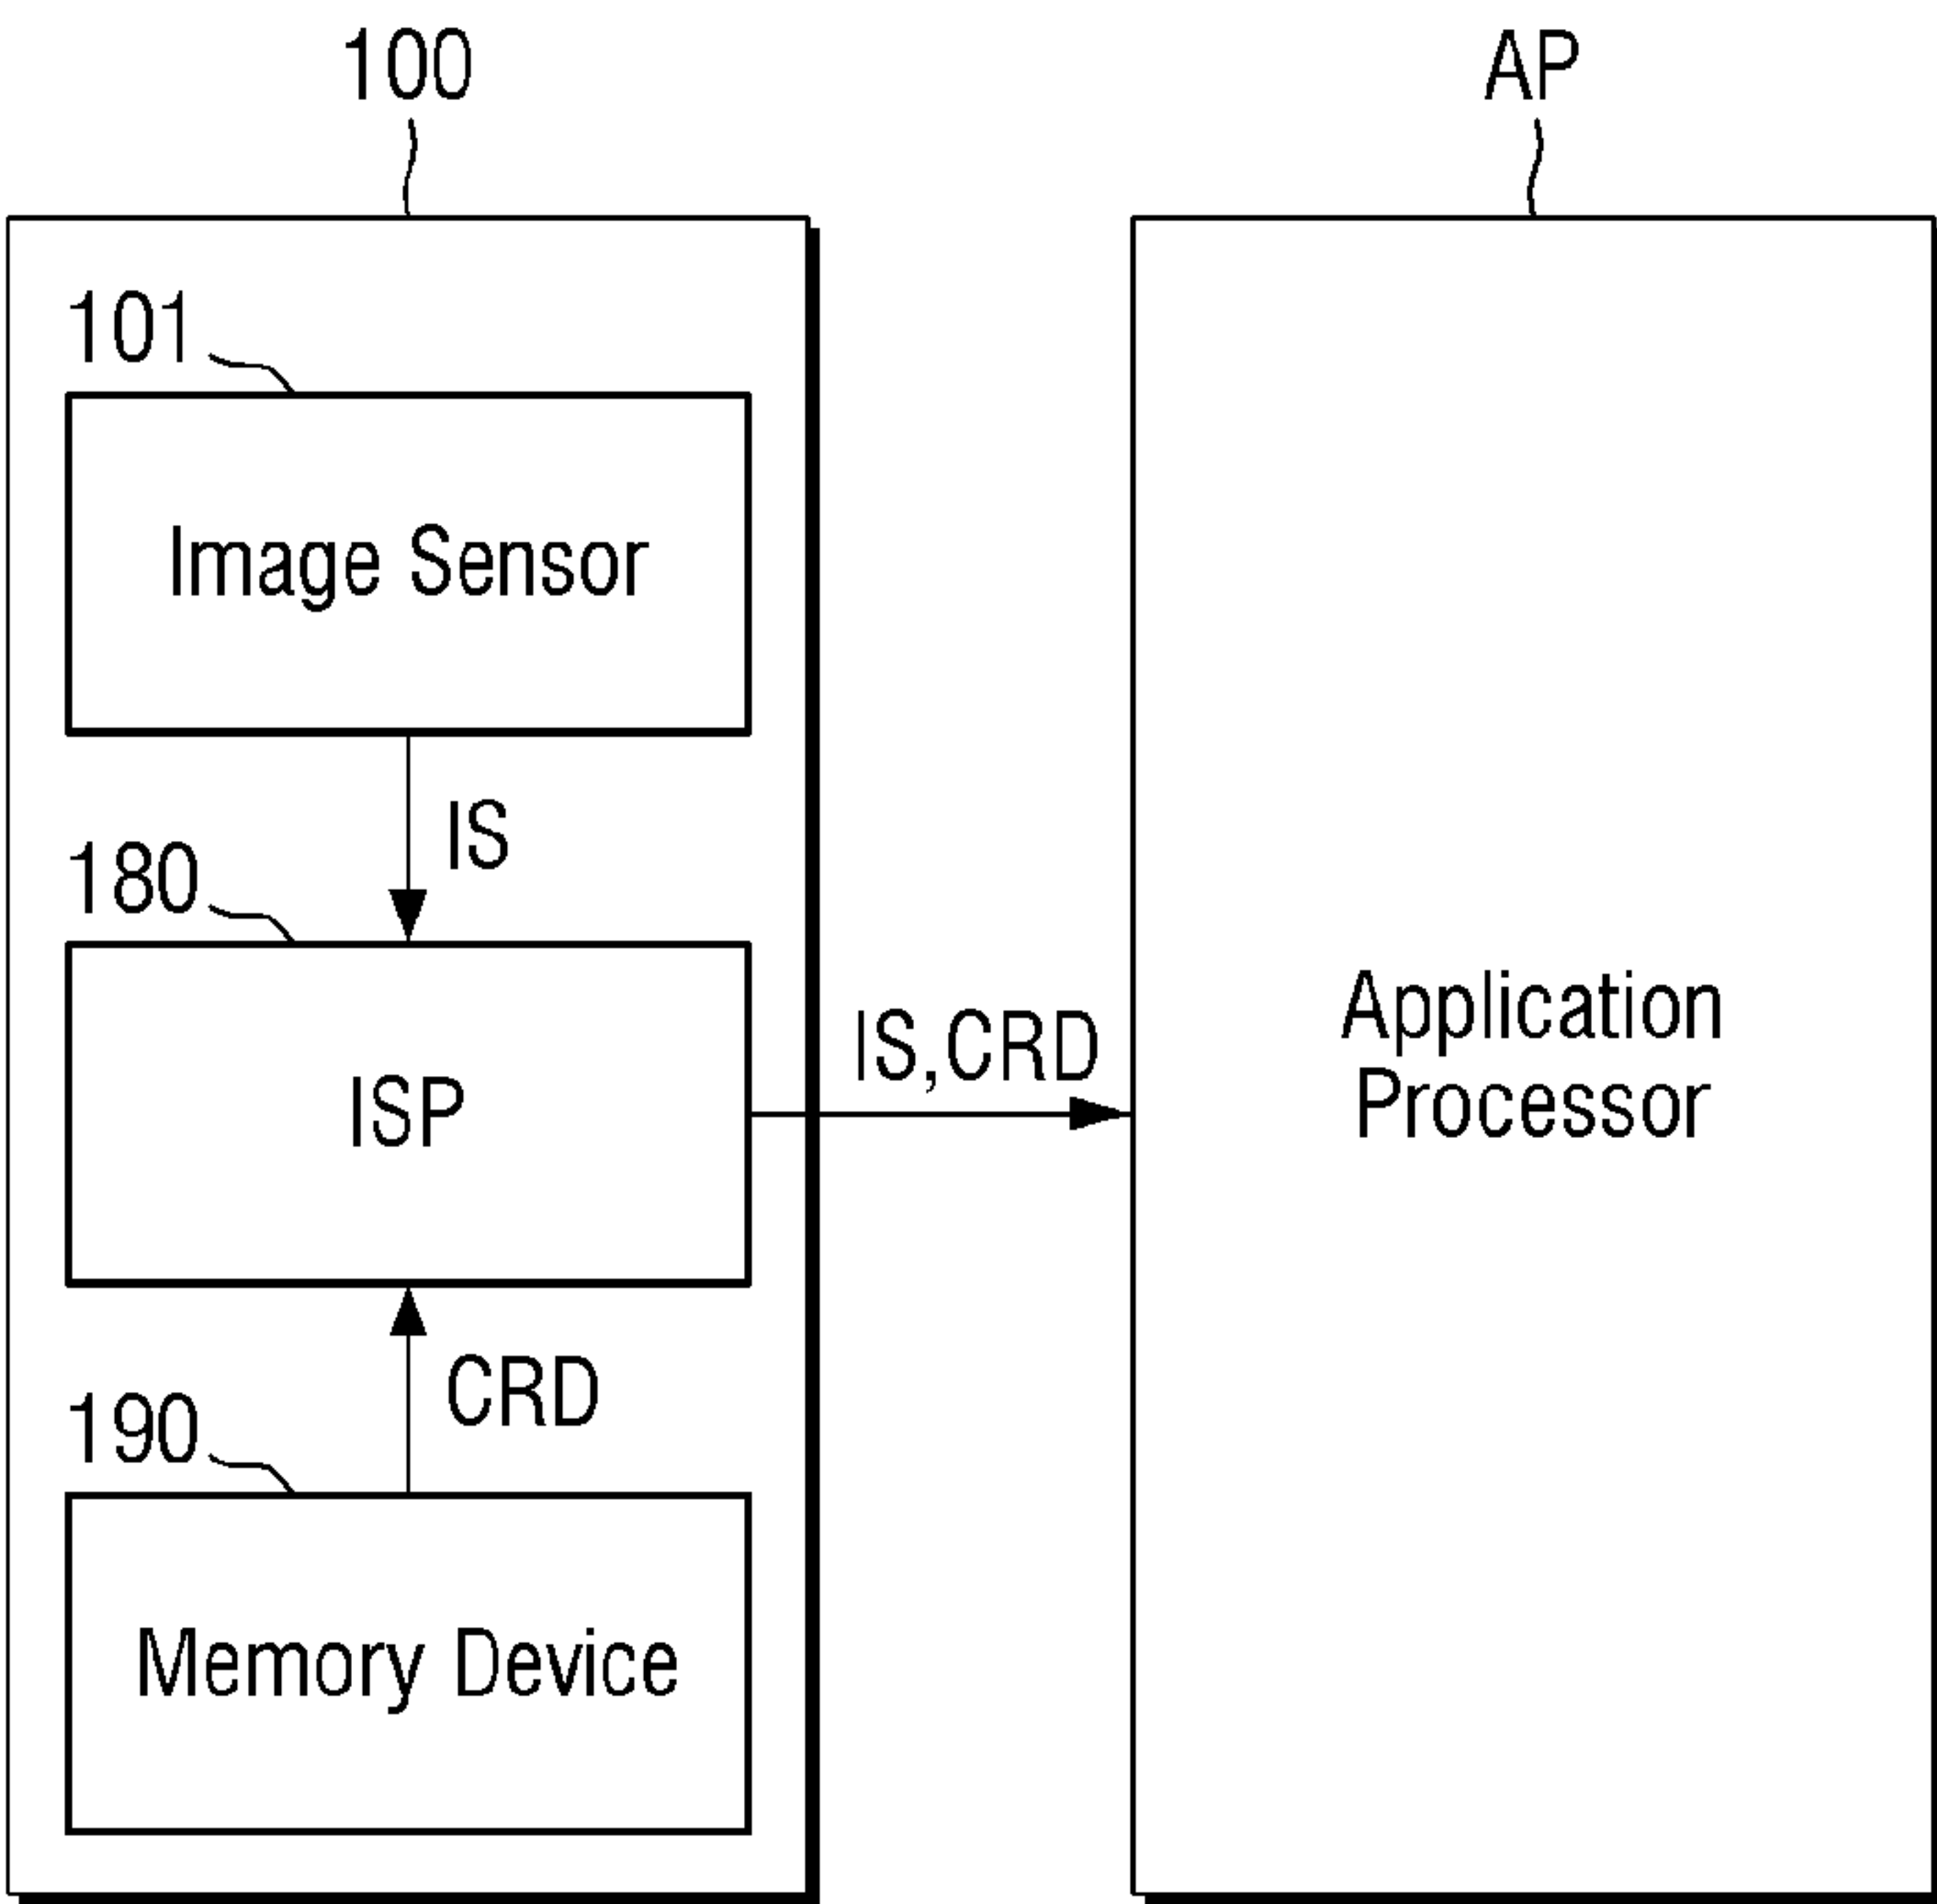 100
AP
101
Image Sensor
IS
180
ISP
IS,CRD
Application
Processor
CRD
190
Memory Device